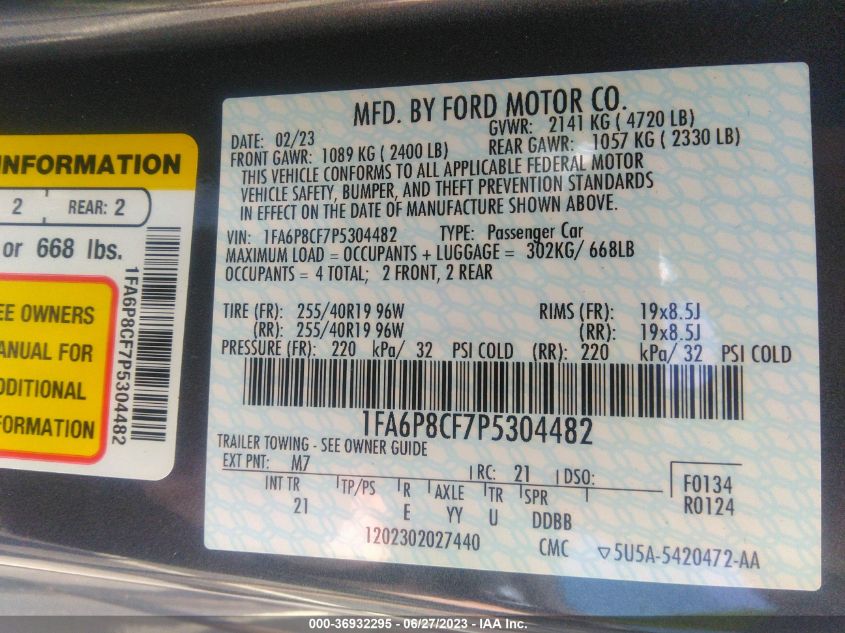 INFORMATION
2 REAR: 2
or 668 lbs.
EE OWNERS
ANUAL FOR
DDITIONAL
FORMATION
1FA6P8CF7P5304482
MFD. BY FORD MOTOR CO.
DATE: 02/23 GVWR: 2141 KG ( 4720 LB)
FRONT GAWR: 1089 KG ( 2400 LB) REAR GAWR: 1057 KG ( 2330 LB)
THIS VEHICLE CONFORMS TO ALL APPLICABLE FEDERAL MOTOR
VEHICLE SAFETY, BUMPER, AND THEFT PREVENTION STANDARDS
IN EFFECT ON THE DATE OF MANUFACTURE SHOWN ABOVE.
VIN: 1FA6P8CF7P5304482 TYPE: Passenger Car
MAXIMUM LOAD = OCCUPANTS + LUGGAGE = 302KG/ 668LB
OCCUPANTS = 4 TOTAL; 2 FRONT, 2 REAR
TIRE (FR): 255/40R19 96W RIMS (FR): 19x8.5J
(RR): 255/40R19 96W (RR): 19x8.5J
PRESSURE (FR): 220 kPa/ 32 PSI COLD (RR): 220 kPa/ 32 PSI COLD
1FA6P8CF7P5304482
TRAILER TOWING - SEE OWNER GUIDE
EXT PNT: M7 RC: 21 DSO: F0134
INT TR TP/PS R AXLE TR SPR R0124
21 E YY U DDBB
1202302027440 CMC ▽5U5A-5420472-AA
000-36932295 - 06/27/2023 - IAA Inc.